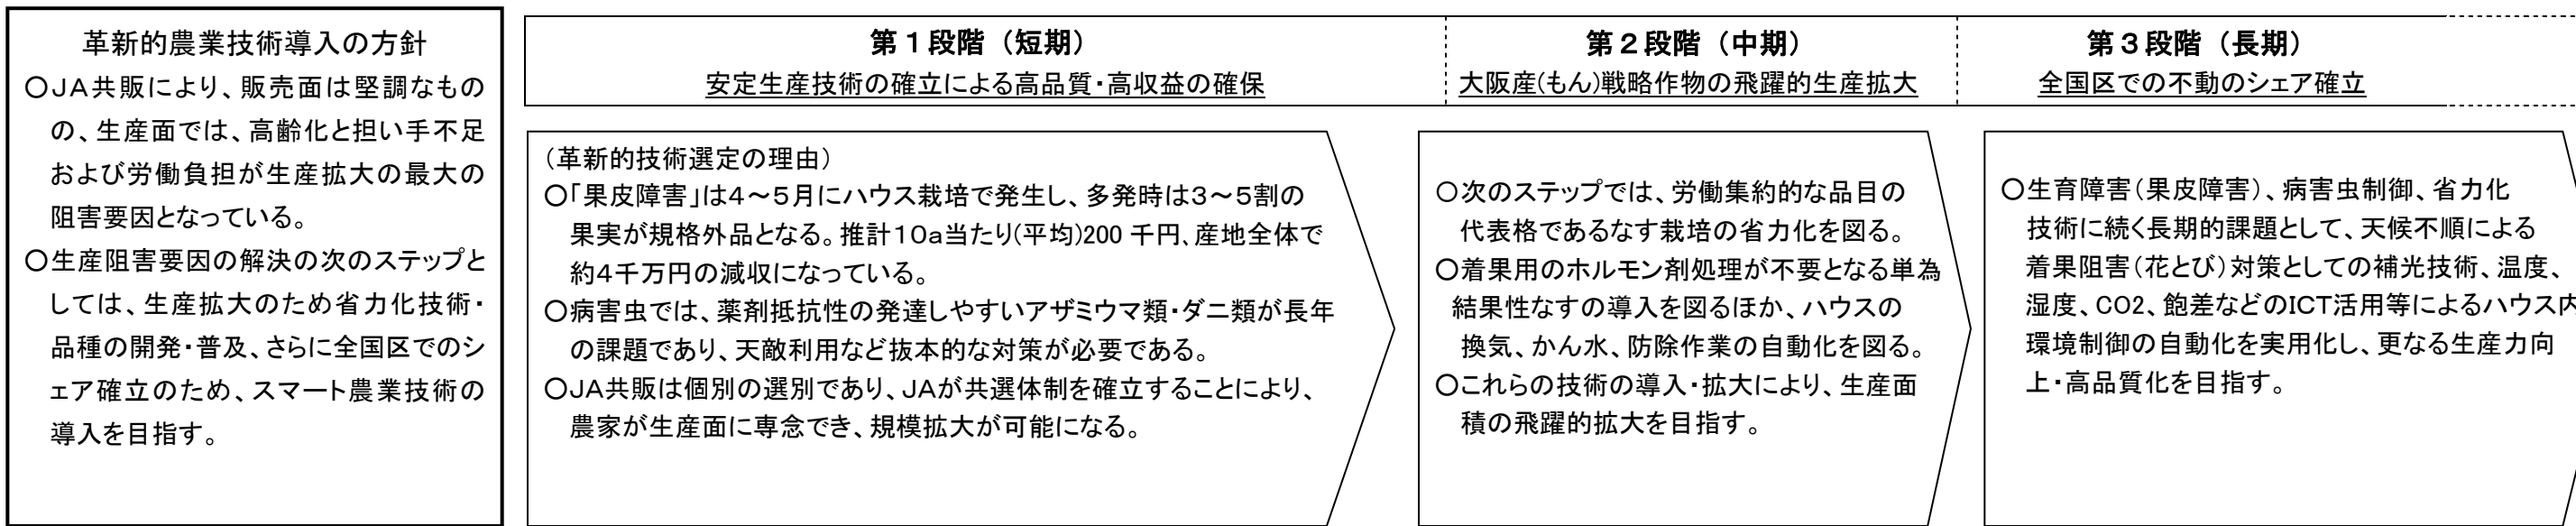 革新的農業技術導入の方針
○JA共販により、販売面は堅調なもの
の、生産面では、高齢化と担い手不足
および労働負担が生産拡大の最大の
阻害要因となっている。
○生産阻害要因の解決の次のステップと
しては、生産拡大のため省力化技術・
品種の開発・普及、さらに全国区でのシ
ェア確立のため、スマート農業技術の
導入を目指す。
第1段階（短期）
安定生産技術の確立による高品質・高収益の確保
第2段階（中期）
大阪産(もん)戦略作物の飛躍的生産拡大
第3段階（長期）
全国区での不動のシェア確立
（革新的技術選定の理由）
○「果皮障害」は4～5月にハウス栽培で発生し、多発時は3～5割の
果実が規格外品となる。推計10a当たり(平均)200 千円、産地全体で
約4千万円の減収になっている。
○病害虫では、薬剤抵抗性の発達しやすいアザミウマ類・ダニ類が長年
の課題であり、天敵利用など抜本的な対策が必要である。
○JA共販は個別の選別であり、JAが共選体制を確立することにより、
農家が生産面に専念でき、規模拡大が可能になる。
○次のステップでは、労働集約的な品目の
代表格であるなす栽培の省力化を図る。
○着果用のホルモン剤処理が不要となる単為
結果性なすの導入を図るほか、ハウスの
換気、かん水、防除作業の自動化を図る。
○これらの技術の導入・拡大により、生産面
積の飛躍的拡大を目指す。
○生育障害（果皮障害）、病害虫制御、省力化
技術に続く長期的課題として、天候不順による
着果阻害（花とび）対策としての補光技術、温度、
湿度、CO2、飽差などのICT活用等によるハウス内
環境制御の自動化を実用化し、更なる生産力向
上・高品質化を目指す。